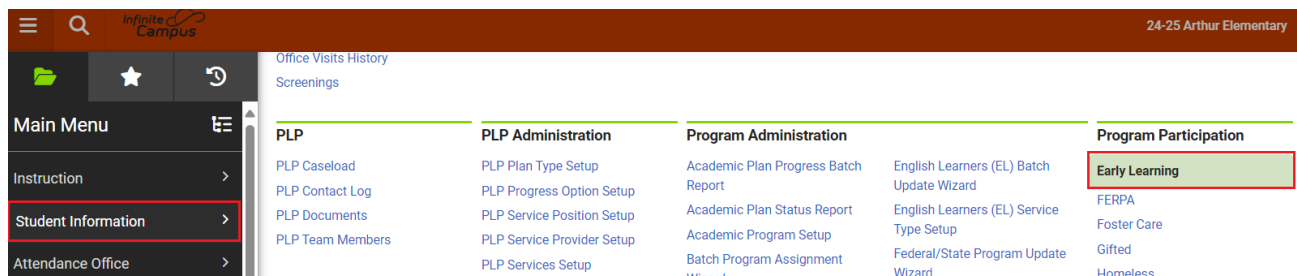 Infinite
Campus
24-25 Arthur Elementary
Office Visits History
Screenings
Main Menu
Instruction
Student Information
Attendance Office
PLP
PLP Caseload
PLP Contact Log
PLP Documents
PLP Team Members
PLP Administration
PLP Plan Type Setup
PLP Progress Option Setup
PLP Service Position Setup
PLP Service Provider Setup
PLP Services Setup
Program Administration
Academic Plan Progress Batch
Report
Academic Plan Status Report
Academic Program Setup
Batch Program Assignment
Wizard
English Learners (EL) Batch
Update Wizard
English Learners (EL) Service
Type Setup
Federal/State Program Update
Wizard
Program Participation
Early Learning
FERPA
Foster Care
Gifted
Homeless